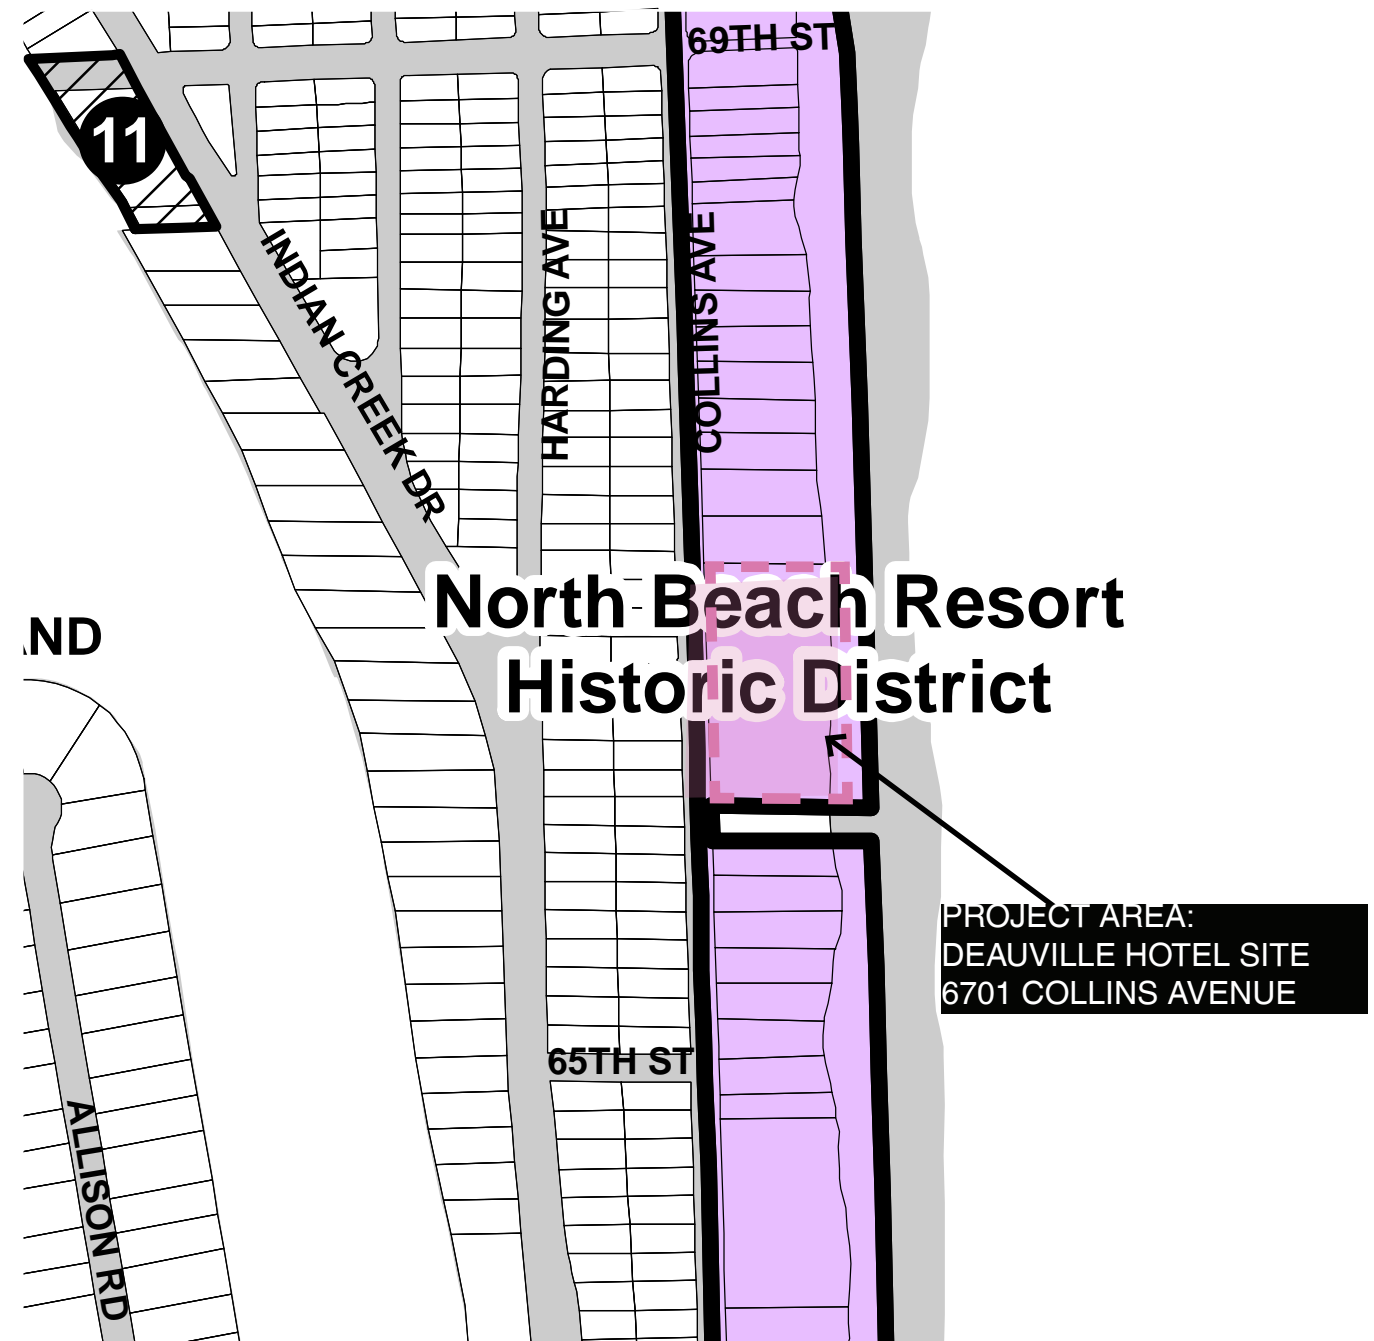 69TH ST
11
INDIAN CREEK DR
HARDING AVE
COLLINS AVE
North Beach Resort
Historic District
AND
PROJECT AREA:
DEAUVILLE HOTEL SITE
6701 COLLINS AVENUE
65TH ST
ALLISON RD